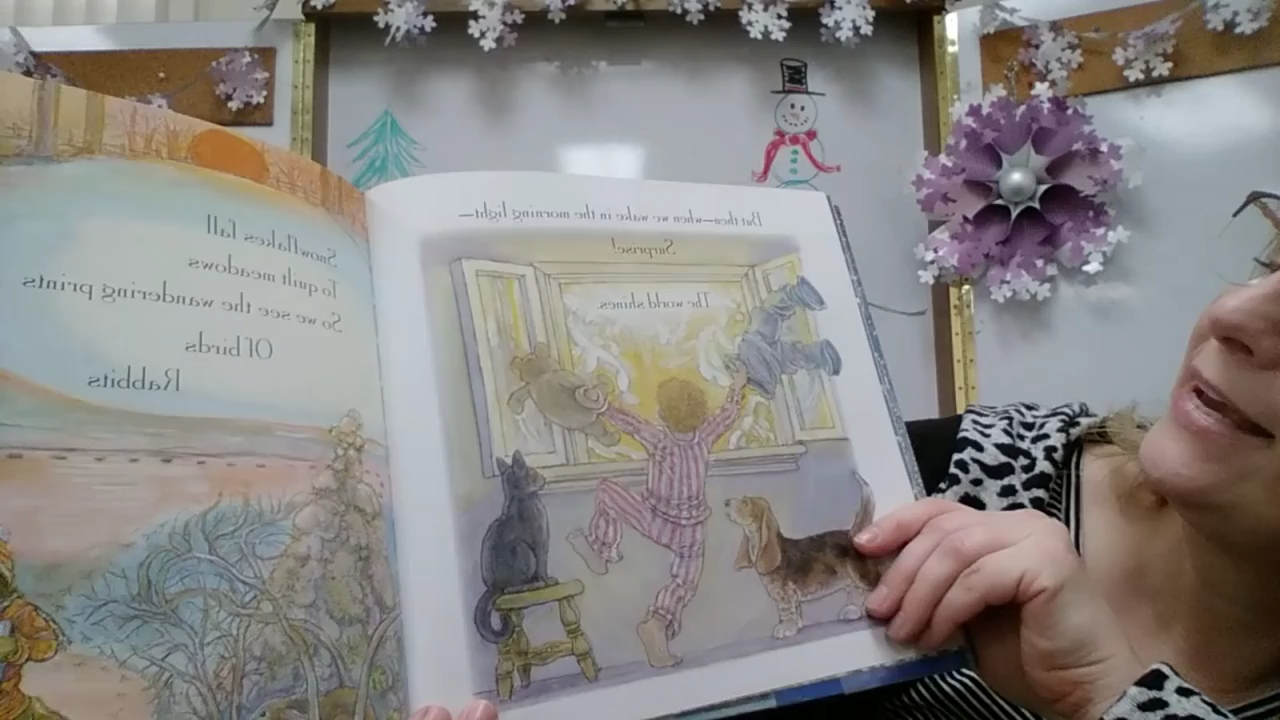 But then—when we wake in the morning light—
Surprise!
The world shines.
Snowflakes fall
To quilt meadows
So we see the wandering prints
Of birds
Rabbits